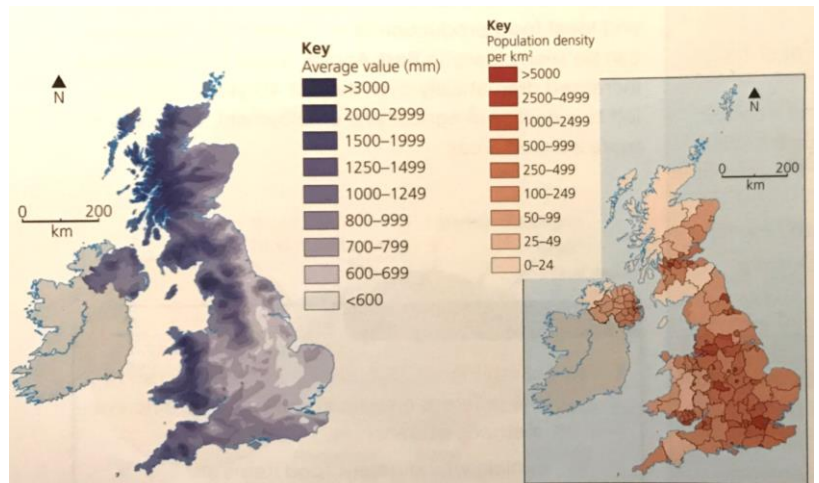 N
0 200
km
Key
Average value (mm)
>3000
2000–2999
1500–1999
1250–1499
1000–1249
800–999
700–799
600–699
<600
Key
Population density
per km²
>5000
2500–4999
1000–2499
500–999
250–499
100–249
50–99
25–49
0–24
N
0 200
km